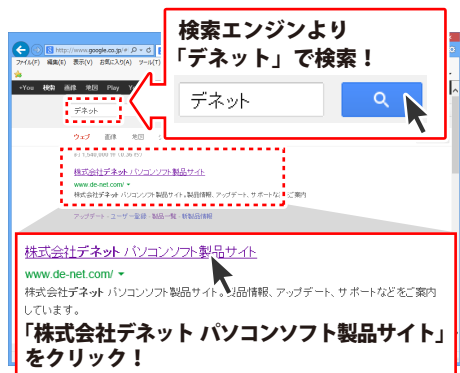 検索エンジンより
「デネット」で検索！
http://www.google.co.jp/#
ファイル(F) 編集(E) 表示(V) お気に入り(A) ツール(T)
+You 検索 画像 地図 Play
デネット
デネット
ウェブ 画像 地図
株式会社デネット パソコンソフト製品サイト
www.de-net.com/
株式会社デネット パソコンソフト製品サイト。製品情報、アップデート、サポートなどをご案内
アップデート - ユーザー登録 - 製品一覧 - 新製品情報
株式会社デネット パソコンソフト製品サイト
www.de-net.com/
株式会社デネット パソコンソフト製品サイト。製品情報、アップデート、サポートなどをご案内
しています。
「株式会社デネット パソコンソフト製品サイト」
をクリック！